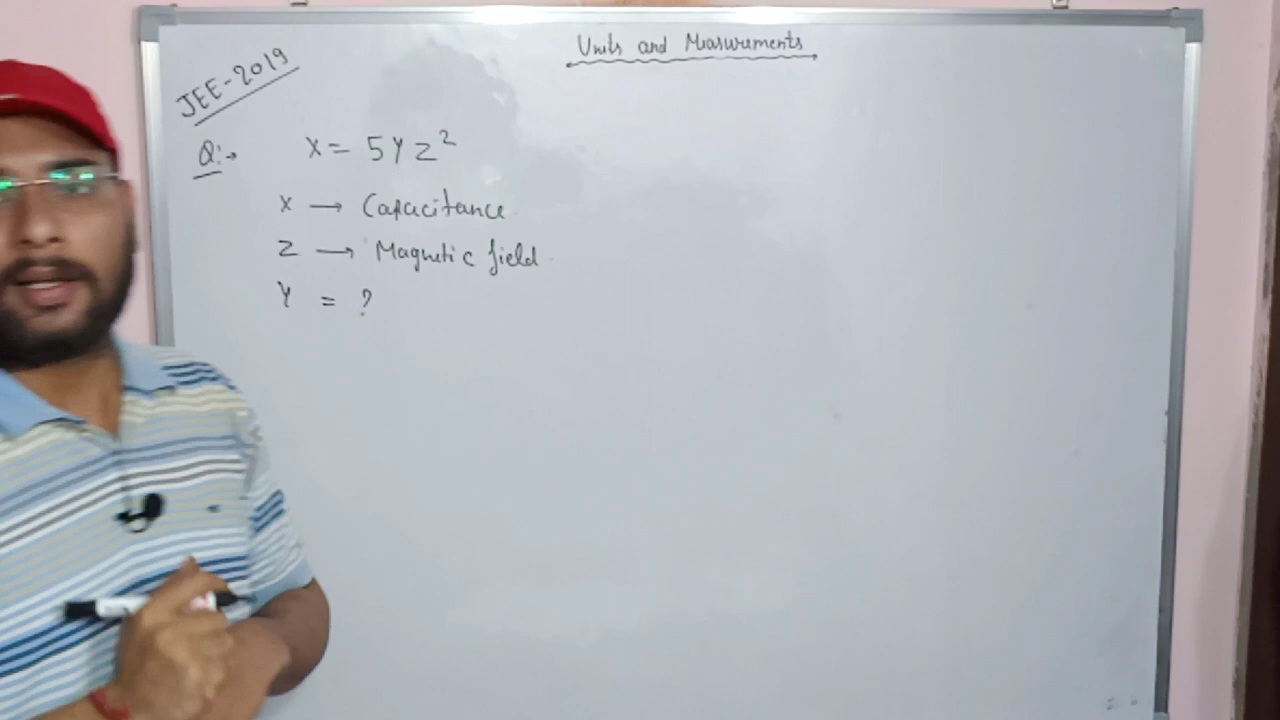 Units and Measurements
JEE-2019
Q:→ X = 5YZ²
X → Capacitance
Z → Magnetic field
Y = ?